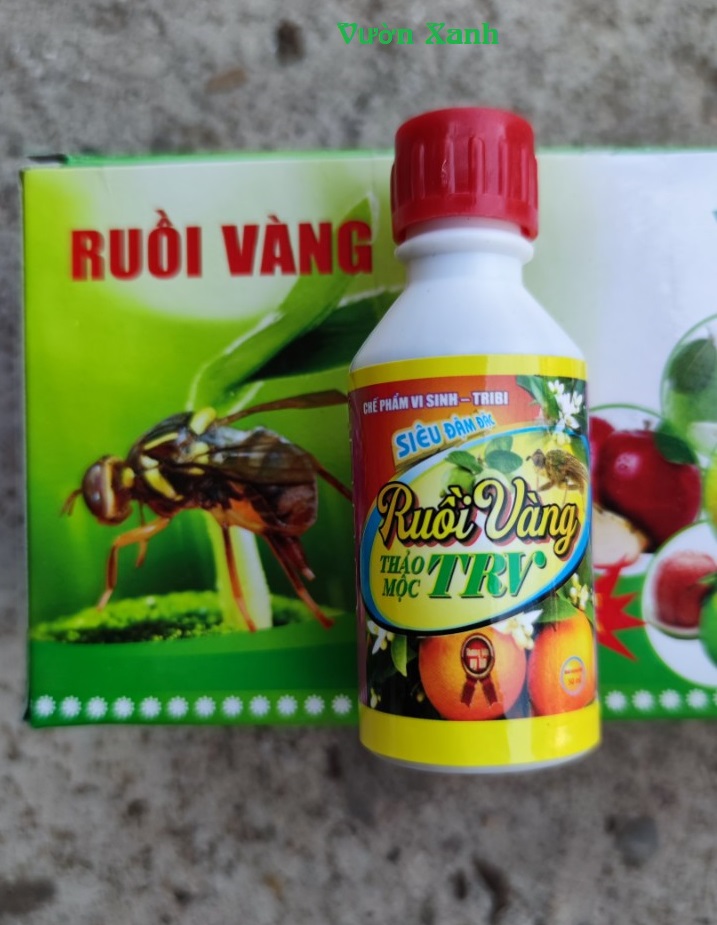 Vườn Xanh
RUỒI VÀNG
CHẾ PHẨM VI SINH – TRIBI
SIÊU ĐẬM ĐẶC
Ruồi Vàng
THẢO MỘC TRV